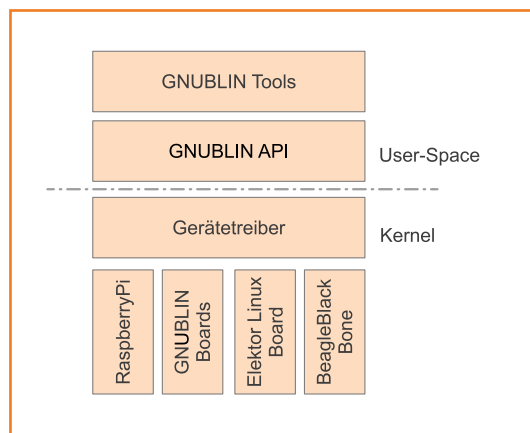 GNUBLIN Tools
GNUBLIN API
User-Space
Gerätetreiber
Kernel
RaspberryPi
GNUBLIN
Boards
Elektor Linux
Board
BeagleBlack
Bone